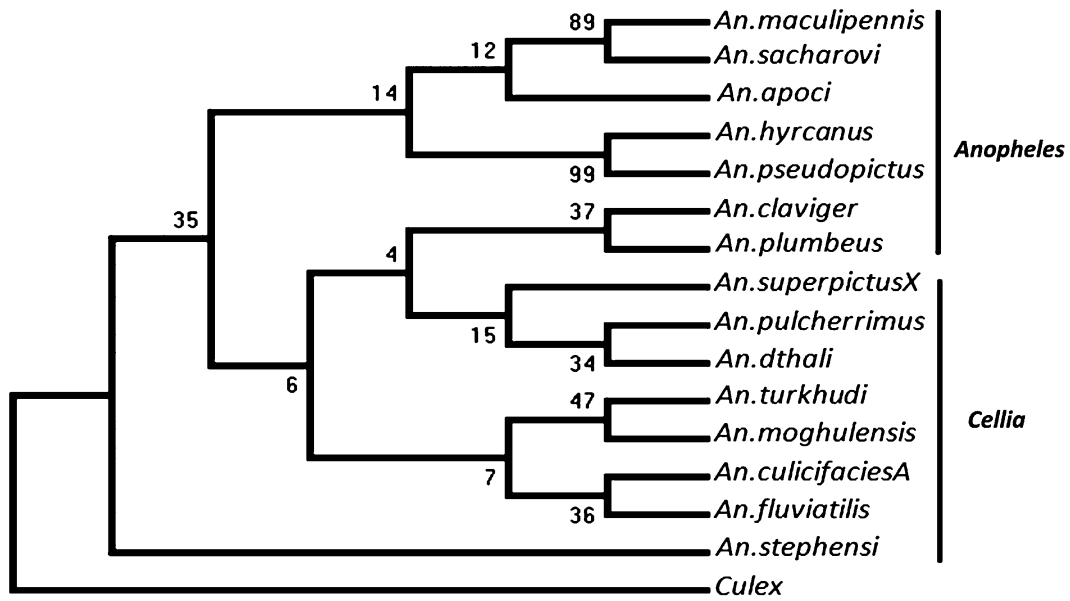 89
An.maculipennis
12
An.sacharovi
14
An.apoci
An.hyrcanus
Anopheles
99
An.pseudopictus
35
37
An.claviger
4
An.plumbeus
An.superpictusX
15
An.pulcherrimus
34
An.dthali
6
47
An.turkhudi
Cellia
An.moghulensis
7
An.culicifaciesA
36
An.fluviatilis
An.stephensi
Culex